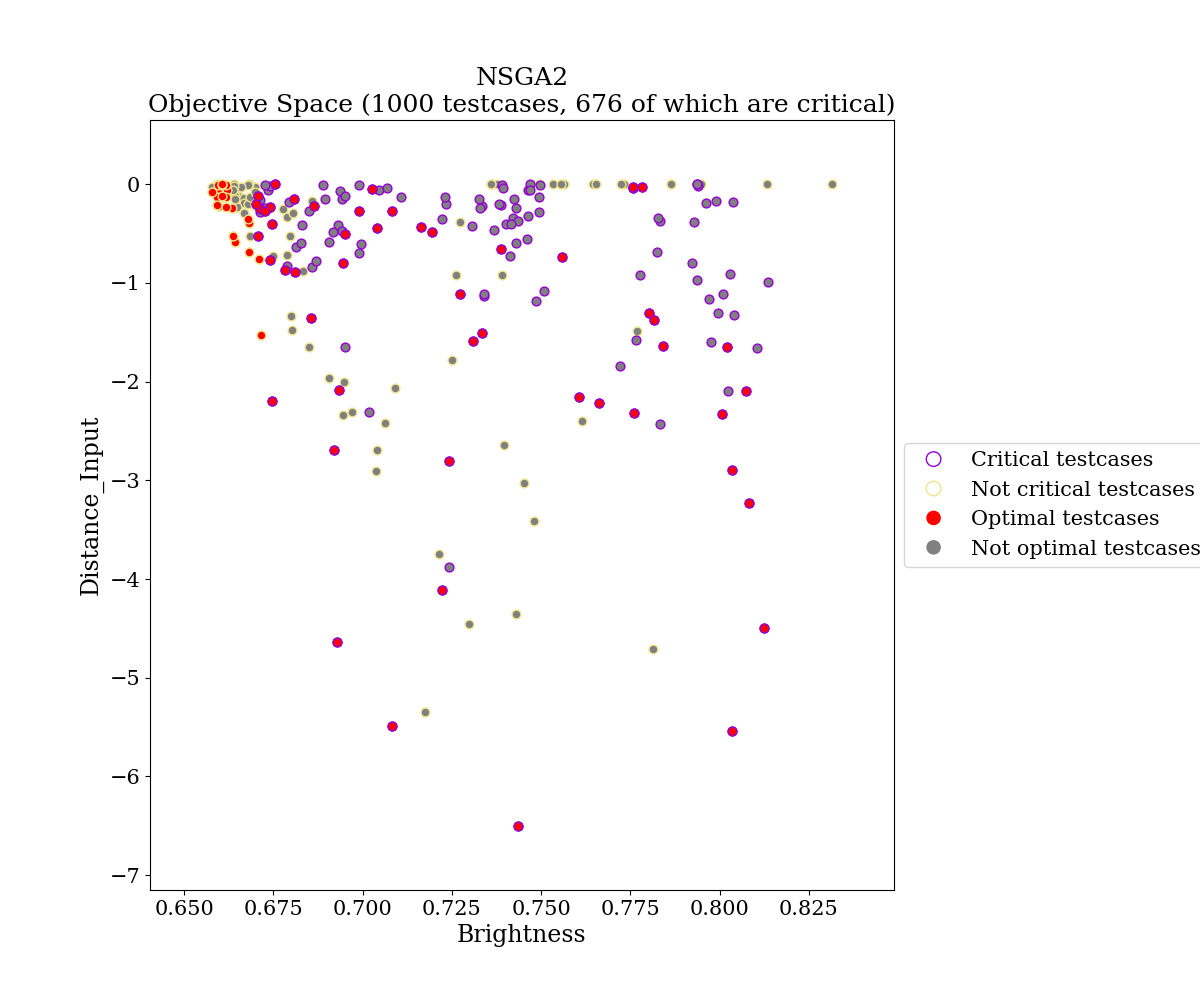 NSGA2
Objective Space (1000 testcases, 676 of which are critical)
0
−1
−2
−3
−4
−5
−6
−7
Distance_Input
0.650 0.675 0.700 0.725 0.750 0.775 0.800 0.825
Brightness
Critical testcases
Not critical testcases
Optimal testcases
Not optimal testcases